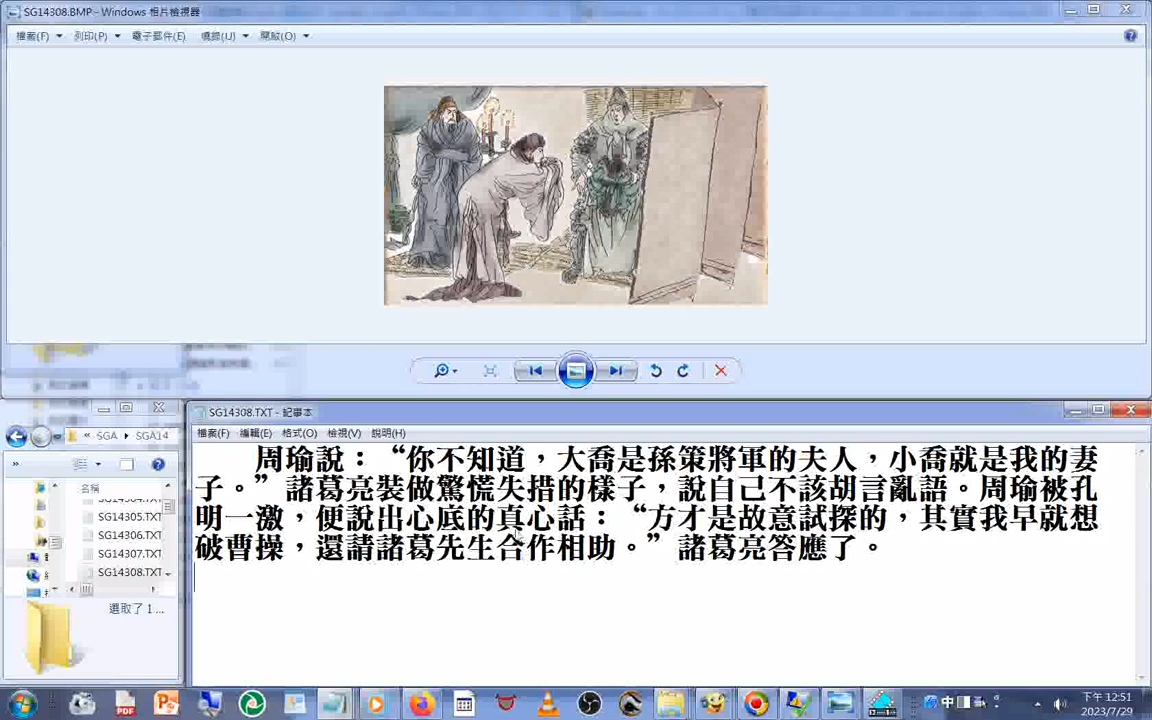 SG14308.BMP - Windows 相片檢視器
檔案(F) 列印(P) 電子郵件(E) 燒錄(U) 開啟(O)
SG14308.TXT - 記事本
檔案(F) 編輯(E) 格式(O) 檢視(V) 說明(H)
« SGA ▸ SGA14
名稱
SG14305.TXT
SG14306.TXT
SG14307.TXT
SG14308.TXT
選取了 1 ...
周瑜說：“你不知道，大喬是孫策將軍的夫人，小喬就是我的妻
子。”諸葛亮裝做驚慌失措的樣子，說自己不該胡言亂語。周瑜被孔
明一激，便說出心底的真心話：“方才是故意試探的，其實我早就想
破曹操，還請諸葛先生合作相助。”諸葛亮答應了。
PDF
中
下午 12:51
2023/7/29